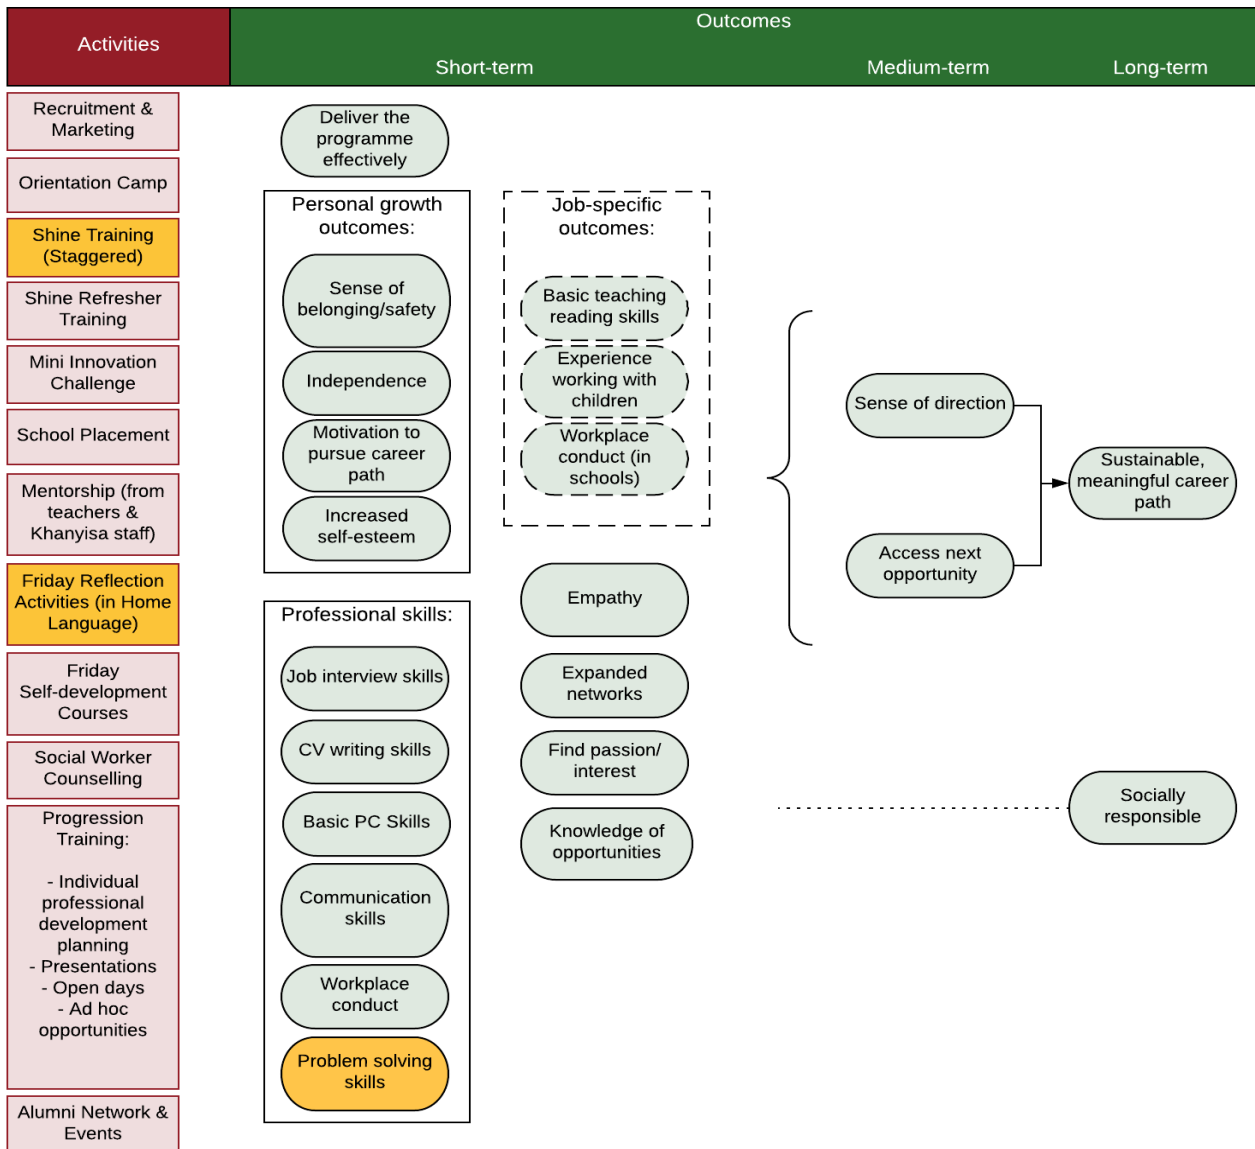 Activities
Outcomes
Short-term
Medium-term
Long-term
Recruitment &
Marketing
Orientation Camp
Shine Training
(Staggered)
Shine Refresher
Training
Mini Innovation
Challenge
School Placement
Mentorship (from
teachers &
Khanyisa staff)
Friday Reflection
Activities (in Home
Language)
Friday
Self-development
Courses
Social Worker
Counselling
Progression
Training:
- Individual
professional
development
planning
- Presentations
- Open days
- Ad hoc
opportunities
Alumni Network &
Events
Deliver the
programme
effectively
Personal growth
outcomes:
Sense of
belonging/safety
Independence
Motivation to
pursue career
path
Increased
self-esteem
Professional skills:
Job interview skills
CV writing skills
Basic PC Skills
Communication
skills
Workplace
conduct
Problem solving
skills
Job-specific
outcomes:
Basic teaching
reading skills
Experience
working with
children
Workplace
conduct (in
schools)
Empathy
Expanded
networks
Find passion/
interest
Knowledge of
opportunities
Sense of direction
Access next
opportunity
Sustainable,
meaningful career
path
Socially
responsible